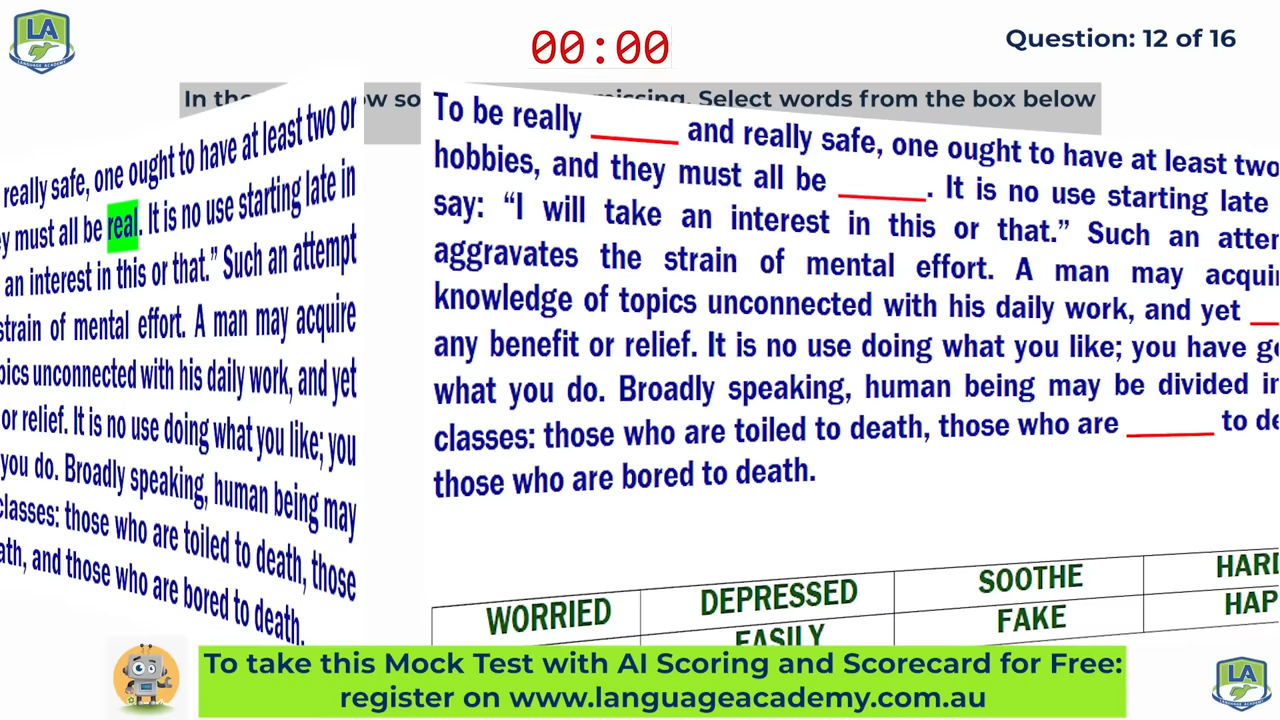 LA
LANGUAGE ACADEMY
00:00
Question: 12 of 16
In the
w so
missing. Select words from the box below
really safe, one ought to have at least two or
y must all be real. It is no use starting late in
an interest in this or that.” Such an attempt
strain of mental effort. A man may acquire
pics unconnected with his daily work, and yet
or relief. It is no use doing what you like; you
you do. Broadly speaking, human being may
classes: those who are toiled to death, those
ath, and those who are bored to death.
To be really ______ and really safe, one ought to have at least two
hobbies, and they must all be ______. It is no use starting late
say: “I will take an interest in this or that.” Such an atten
aggravates the strain of mental effort. A man may acqui
knowledge of topics unconnected with his daily work, and yet __
any benefit or relief. It is no use doing what you like; you have g
what you do. Broadly speaking, human being may be divided i
classes: those who are toiled to death, those who are ______ to de
those who are bored to death.
WORRIED DEPRESSED SOOTHE HARD
EASILY FAKE HAP
To take this Mock Test with AI Scoring and Scorecard for Free:
register on www.languageacademy.com.au
LA